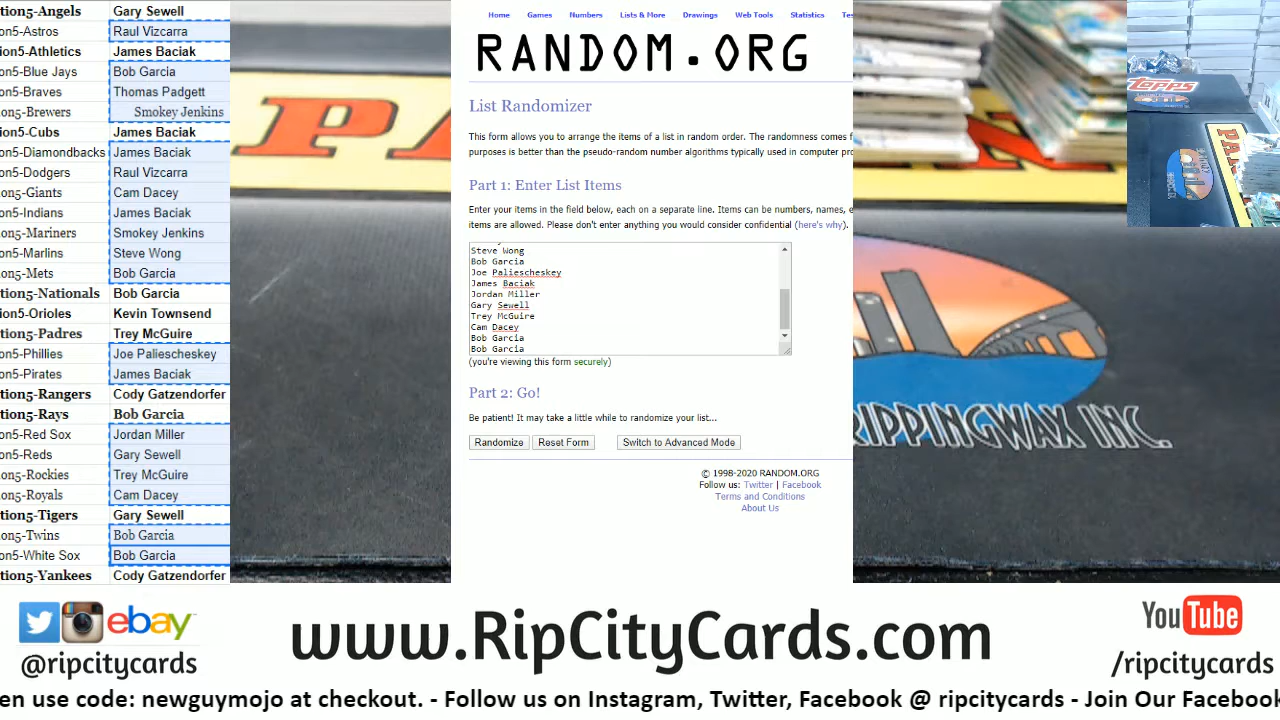 tion5-Angels Gary Sewell
on5-Astros Raul Vizcarra
ion5-Athletics James Baciak
on5-Blue Jays Bob Garcia
on5-Braves Thomas Padgett
on5-Brewers Smokey Jenkins
ion5-Cubs James Baciak
on5-Diamondbacks James Baciak
on5-Dodgers Raul Vizcarra
on5-Giants Cam Dacey
on5-Indians James Baciak
on5-Mariners Smokey Jenkins
on5-Marlins Steve Wong
on5-Mets Bob Garcia
tion5-Nationals Bob Garcia
ion5-Orioles Kevin Townsend
tion5-Padres Trey McGuire
on5-Phillies Joe Paliescheskey
on5-Pirates James Baciak
tion5-Rangers Cody Gatzendorfer
tion5-Rays Bob Garcia
on5-Red Sox Jordan Miller
on5-Reds Gary Sewell
on5-Rockies Trey McGuire
on5-Royals Cam Dacey
tion5-Tigers Gary Sewell
on5-Twins Bob Garcia
on5-White Sox Bob Garcia
tion5-Yankees Cody Gatzendorfer
PA
Home Games Numbers Lists & More Drawings Web Tools Statistics Tes
RANDOM.ORG
List Randomizer
This form allows you to arrange the items of a list in random order. The randomness comes f
purposes is better than the pseudo-random number algorithms typically used in computer pro
Part 1: Enter List Items
Enter your items in the field below, each on a separate line. Items can be numbers, names, e
items are allowed. Please don't enter anything you would consider confidential (here's why).
Steve Wong
Bob Garcia
Joe Paliescheskey
James Baciak
Jordan Miller
Gary Sewell
Trey McGuire
Cam Dacey
Bob Garcia
Bob Garcia
(you're viewing this form securely)
Part 2: Go!
Be patient! It may take a little while to randomize your list...
Randomize Reset Form Switch to Advanced Mode
© 1998-2020 RANDOM.ORG
Follow us: Twitter | Facebook
Terms and Conditions
About Us
Topps
PA
RIPPINGWAX INC.
ebay
@ripcitycards
www.RipCityCards.com
YouTube
/ripcitycards
en use code: newguymojo at checkout. - Follow us on Instagram, Twitter, Facebook @ ripcitycards - Join Our Facebook